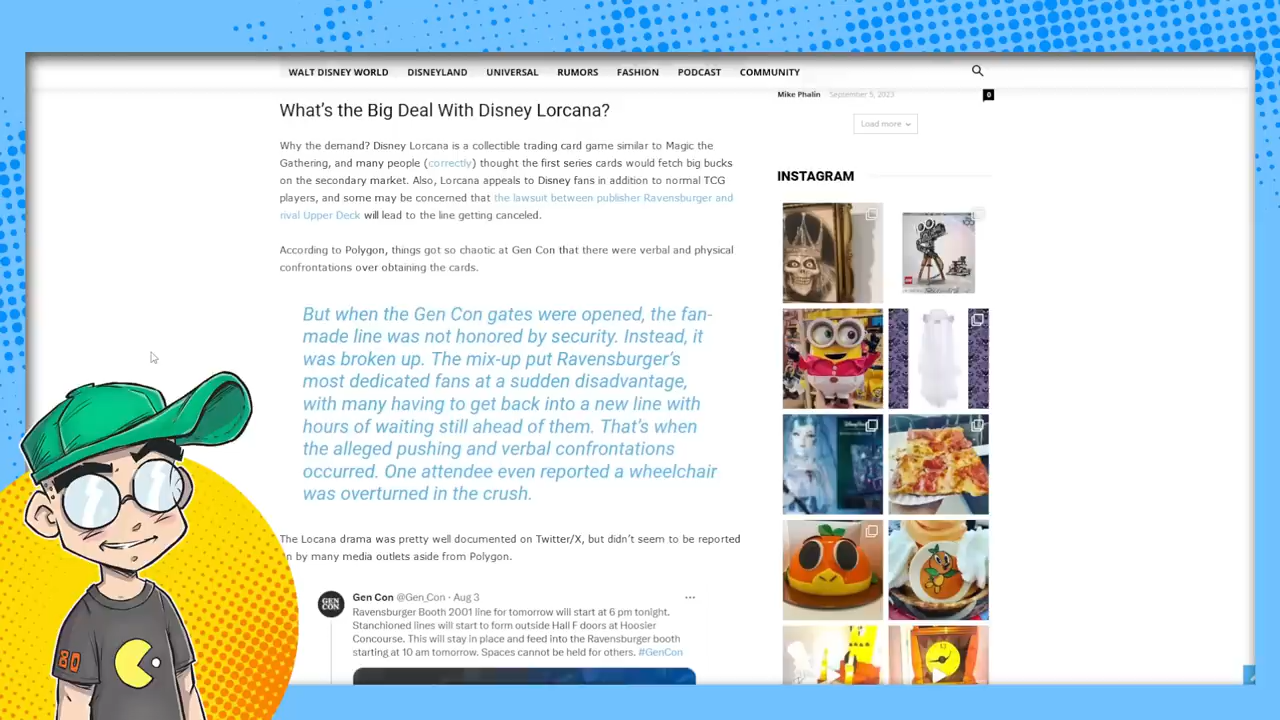 WALT DISNEY WORLD DISNEYLAND UNIVERSAL RUMORS FASHION PODCAST COMMUNITY
What's the Big Deal With Disney Lorcana?
Why the demand? Disney Lorcana is a collectible trading card game similar to Magic the
Gathering, and many people (correctly) thought the first series cards would fetch big bucks
on the secondary market. Also, Lorcana appeals to Disney fans in addition to normal TCG
players, and some may be concerned that the lawsuit between publisher Ravensburger and
rival Upper Deck will lead to the line getting canceled.
According to Polygon, things got so chaotic at Gen Con that there were verbal and physical
confrontations over obtaining the cards.
But when the Gen Con gates were opened, the fan-
made line was not honored by security. Instead, it
was broken up. The mix-up put Ravensburger's
most dedicated fans at a sudden disadvantage,
with many having to get back into a new line with
hours of waiting still ahead of them. That's when
the alleged pushing and verbal confrontations
occurred. One attendee even reported a wheelchair
was overturned in the crush.
The Locana drama was pretty well documented on Twitter/X, but didn't seem to be reported
by many media outlets aside from Polygon.
GEN CON
Gen Con @Gen_Con · Aug 3
Ravensburger Booth 2001 line for tomorrow will start at 6 pm tonight.
Stanchioned lines will start to form outside Hall F doors at Hoosier
Concourse. This will stay in place and feed into the Ravensburger booth
starting at 10 am tomorrow. Spaces cannot be held for others. #GenCon
Mike Phalin September 5, 2023 0
Load more
INSTAGRAM
80